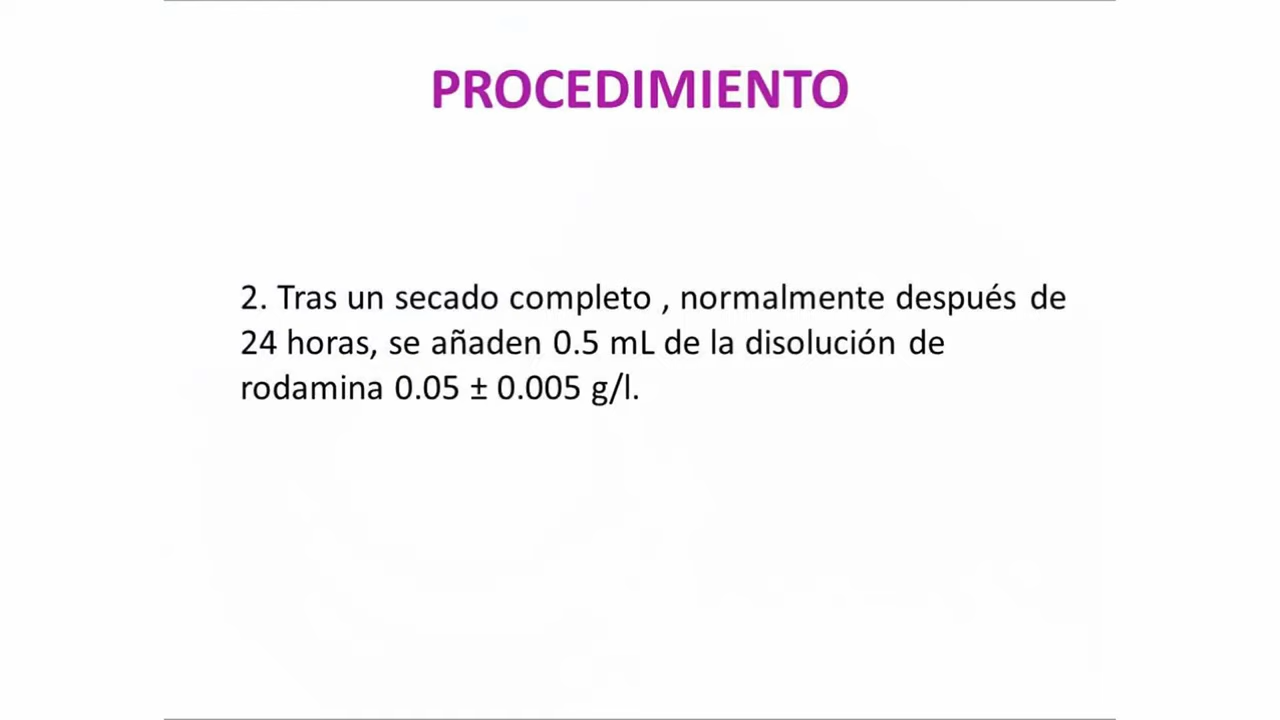 PROCEDIMIENTO
2. Tras un secado completo , normalmente después de
24 horas, se añaden 0.5 mL de la disolución de
rodamina 0.05 ± 0.005 g/l.